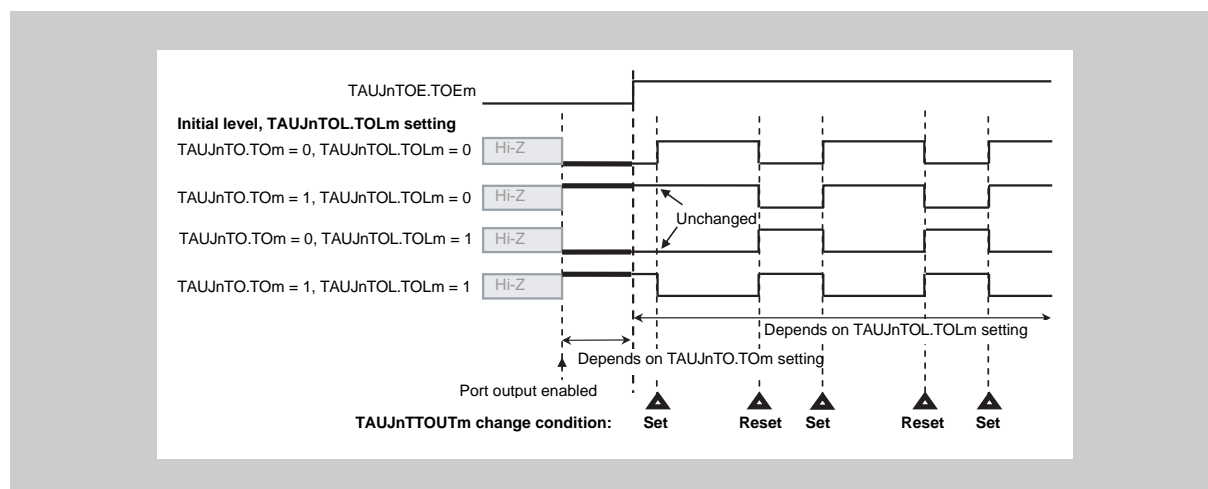 TAUJnTOE.TOEm
Initial level, TAUJnTOL.TOLm setting
TAUJnTO.TOm = 0, TAUJnTOL.TOLm = 0
Hi-Z
TAUJnTO.TOm = 1, TAUJnTOL.TOLm = 0
Hi-Z
Unchanged
TAUJnTO.TOm = 0, TAUJnTOL.TOLm = 1
Hi-Z
TAUJnTO.TOm = 1, TAUJnTOL.TOLm = 1
Hi-Z
Depends on TAUJnTOL.TOLm setting
Depends on TAUJnTO.TOm setting
Port output enabled
TAUJnTTOUTm change condition: Set Reset Set Reset Set